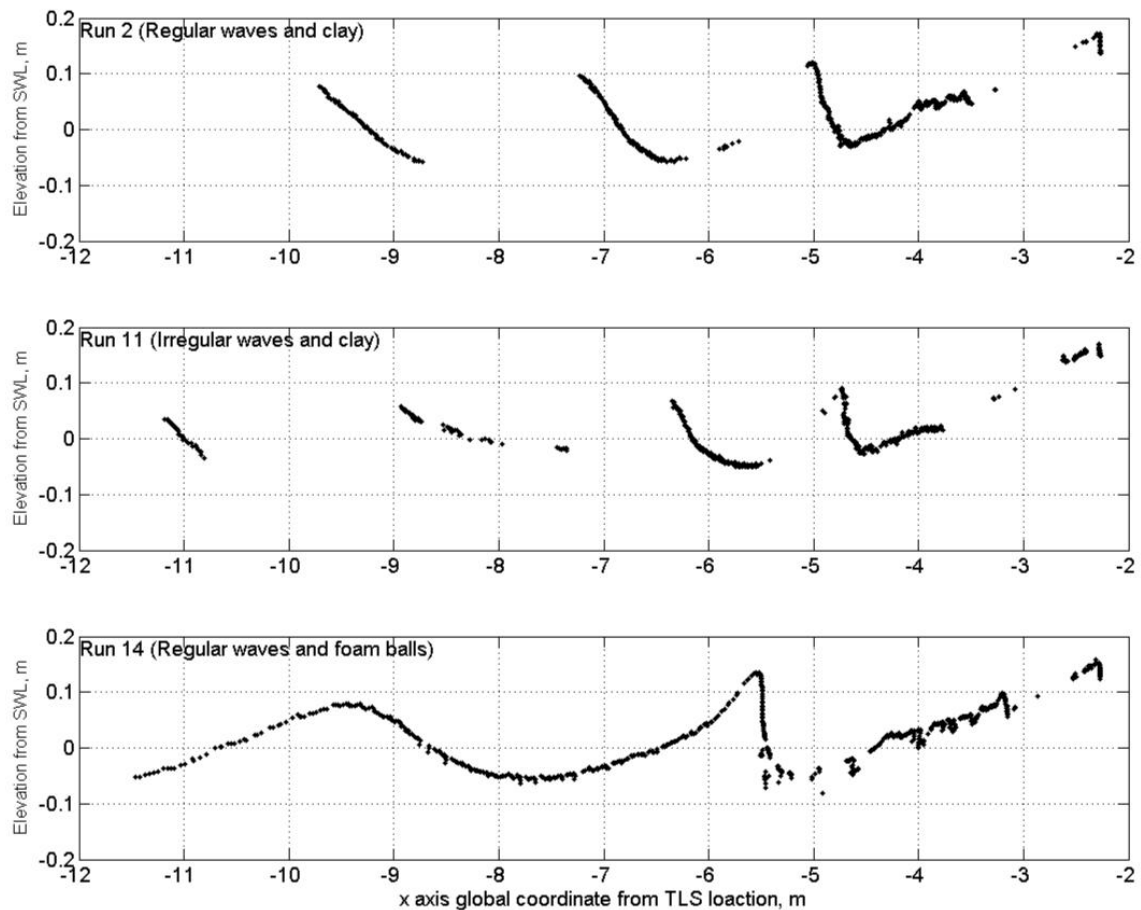 0.2
Run 2 (Regular waves and clay)
0.1
0
-0.1
-0.2
Elevation from SWL, m
-12 -11 -10 -9 -8 -7 -6 -5 -4 -3 -2
0.2
Run 11 (Irregular waves and clay)
0.1
0
-0.1
-0.2
Elevation from SWL, m
-12 -11 -10 -9 -8 -7 -6 -5 -4 -3 -2
0.2
Run 14 (Regular waves and foam balls)
0.1
0
-0.1
-0.2
Elevation from SWL, m
-12 -11 -10 -9 -8 -7 -6 -5 -4 -3 -2
x axis global coordinate from TLS loaction, m